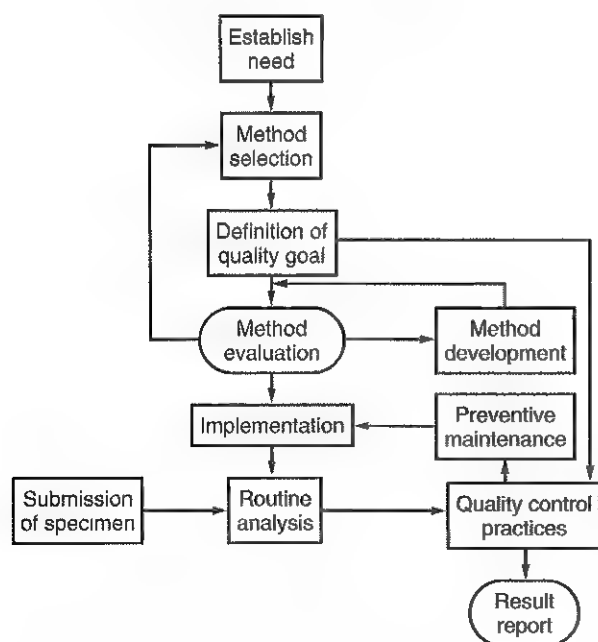 Establish
need
Method
selection
Definition of
quality goal
Method
evaluation
Method
development
Implementation
Preventive
maintenance
Submission
of specimen
Routine
analysis
Quality control
practices
Result
report